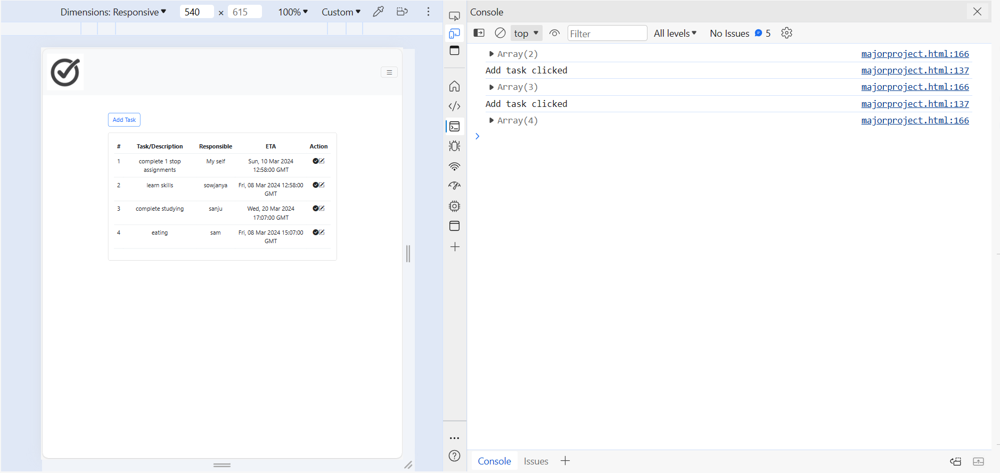 Dimensions: Responsive 540 × 615 100% Custom
Console
top Filter All levels No Issues 5
Array(2) majorproject.html:166
Add task clicked majorproject.html:137
Array(3) majorproject.html:166
Add task clicked majorproject.html:137
Array(4) majorproject.html:166
Add Task
# Task/Description Responsible ETA Action
1 complete 1 stop My self Sun, 10 Mar 2024
assignments 12:58:00 GMT
2 learn skills sowjanya Fri, 08 Mar 2024 12:58:00
GMT
3 complete studying sanju Wed, 20 Mar 2024
17:07:00 GMT
4 eating sam Fri, 08 Mar 2024 15:07:00
GMT
Console Issues